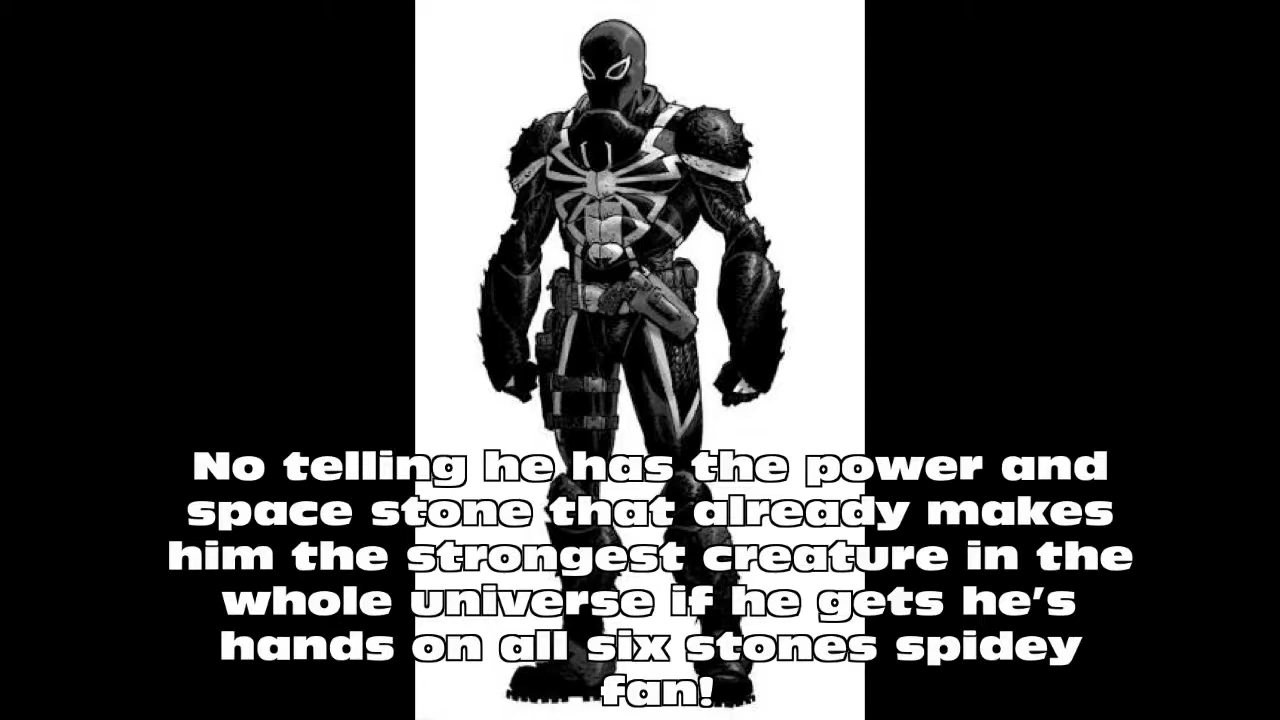 No telling he has the power and
space stone that already makes
him the strongest creature in the
whole universe if he gets he's
hands on all six stones spidey
fan!